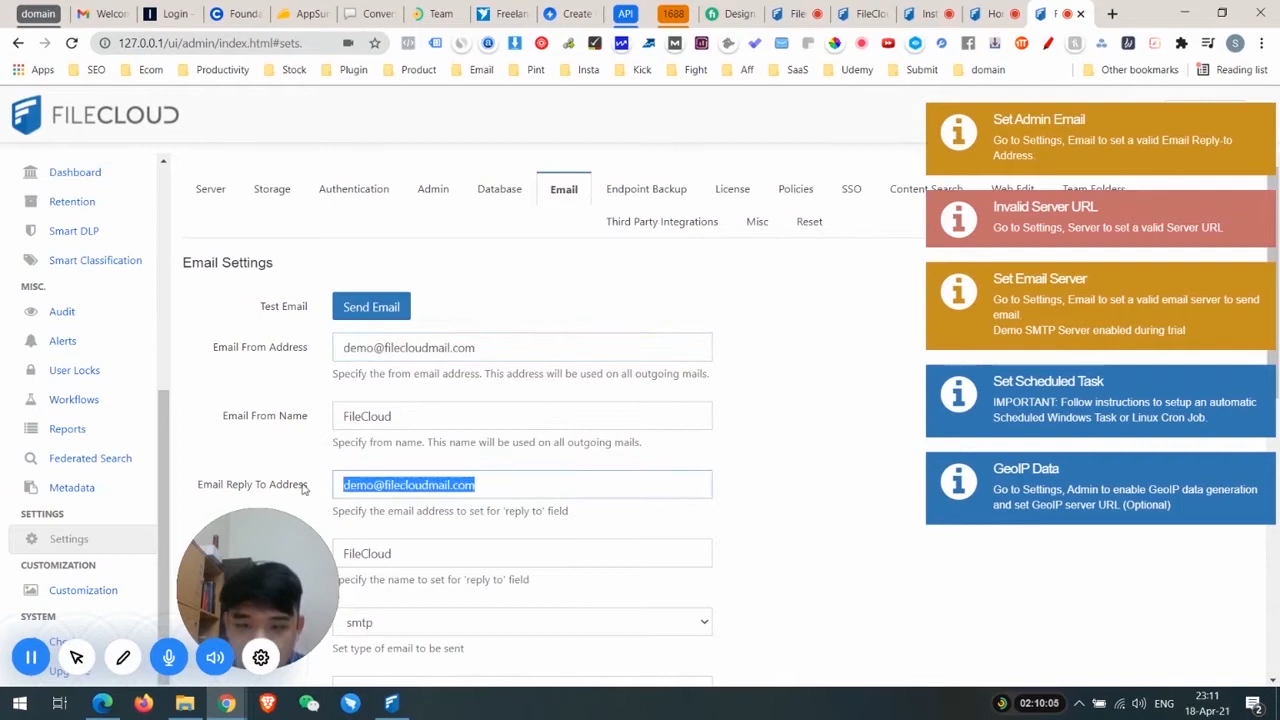 domain
M Wel
Login
Found
AppSur
Conver
Team
Freelan
Create
API
1688
Design
File
FileClo
Inst
Ho
F
127.0.0.1/ui/admin/index.html#sets.
S
Apps
SEO
Ecom
Productivity
Stock
Plugin
Product
Email
Pint
Insta
Kick
Fight
Aff
SaaS
Udemy
Submit
domain
Other bookmarks
Reading list
FILECLOUD
Dashboard
Retention
Smart DLP
Smart Classification
MISC.
Audit
Alerts
User Locks
Workflows
Reports
Federated Search
Metadata
SETTINGS
Settings
CUSTOMIZATION
Customization
SYSTEM
Che
Upg
Server
Storage
Authentication
Admin
Database
Email
Endpoint Backup
License
Policies
SSO
Content Search
Web Edit
Team Folders
Third Party Integrations
Misc
Reset
Email Settings
Test Email
Send Email
Email From Address
demo@filecloudmail.com
Specify the from email address. This address will be used on all outgoing mails.
Email From Name
FileCloud
Specify from name. This name will be used on all outgoing mails.
Email Reply To Address
demo@filecloudmail.com
Specify the email address to set for 'reply to' field
FileCloud
pecify the name to set for 'reply to' field
smtp
Set type of email to be sent
Set Admin Email
Go to Settings, Email to set a valid Email Reply-to
Address.
Invalid Server URL
Go to Settings, Server to set a valid Server URL
Set Email Server
Go to Settings, Email to set a valid email server to send
email.
Demo SMTP Server enabled during trial
Set Scheduled Task
IMPORTANT: Follow instructions to setup an automatic
Scheduled Windows Task or Linux Cron Job.
GeoIP Data
Go to Settings, Admin to enable GeoIP data generation
and set GeoIP server URL (Optional)
02:10:05
ENG
23:11
18-Apr-21
2